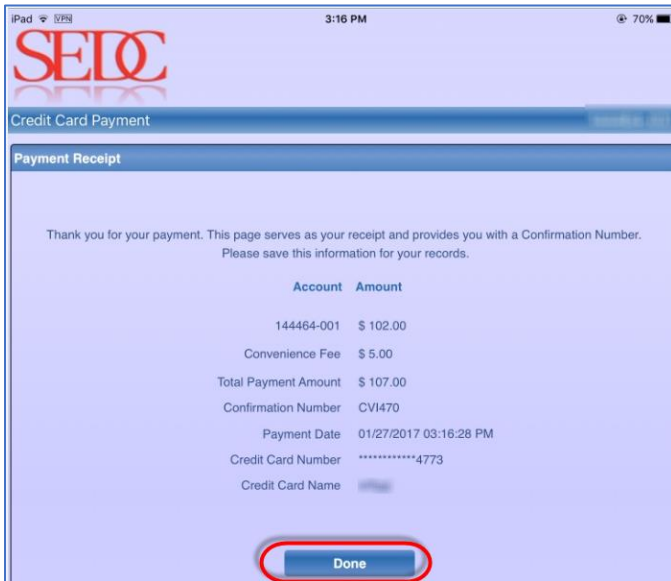 iPad VPN 3:16 PM 70%
SEDC
Credit Card Payment
Payment Receipt
Thank you for your payment. This page serves as your receipt and provides you with a Confirmation Number.
Please save this information for your records.
Account Amount
144464-001 $ 102.00
Convenience Fee $ 5.00
Total Payment Amount $ 107.00
Confirmation Number CVI470
Payment Date 01/27/2017 03:16:28 PM
Credit Card Number ************4773
Credit Card Name
Done